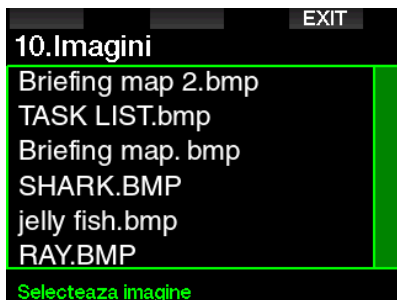 EXIT
10.Imagini
Briefing map 2.bmp
TASK LIST.bmp
Briefing map. bmp
SHARK.BMP
jelly fish.bmp
RAY.BMP
Selecteaza imagine